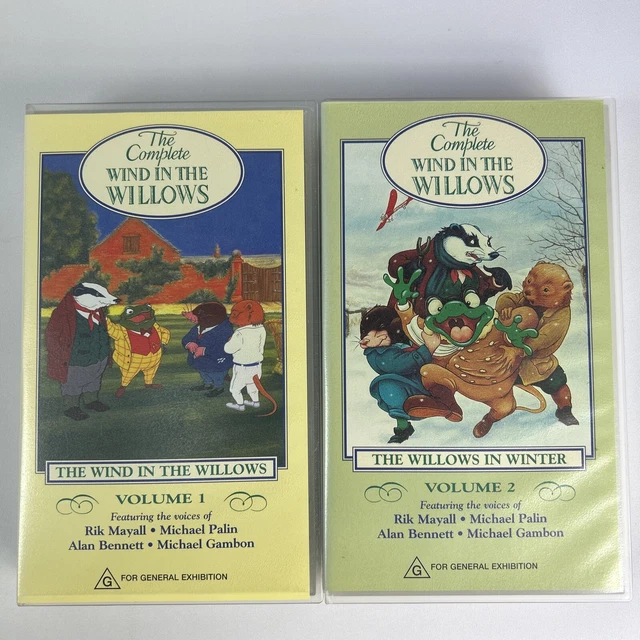 The
Complete
WIND IN THE
WILLOWS
THE WIND IN THE WILLOWS
VOLUME 1
Featuring the voices of
Rik Mayall • Michael Palin
Alan Bennett • Michael Gambon
G FOR GENERAL EXHIBITION
The
Complete
WIND IN THE
WILLOWS
THE WILLOWS IN WINTER
VOLUME 2
Featuring the voices of
Rik Mayall • Michael Palin
Alan Bennett • Michael Gambon
G FOR GENERAL EXHIBITION